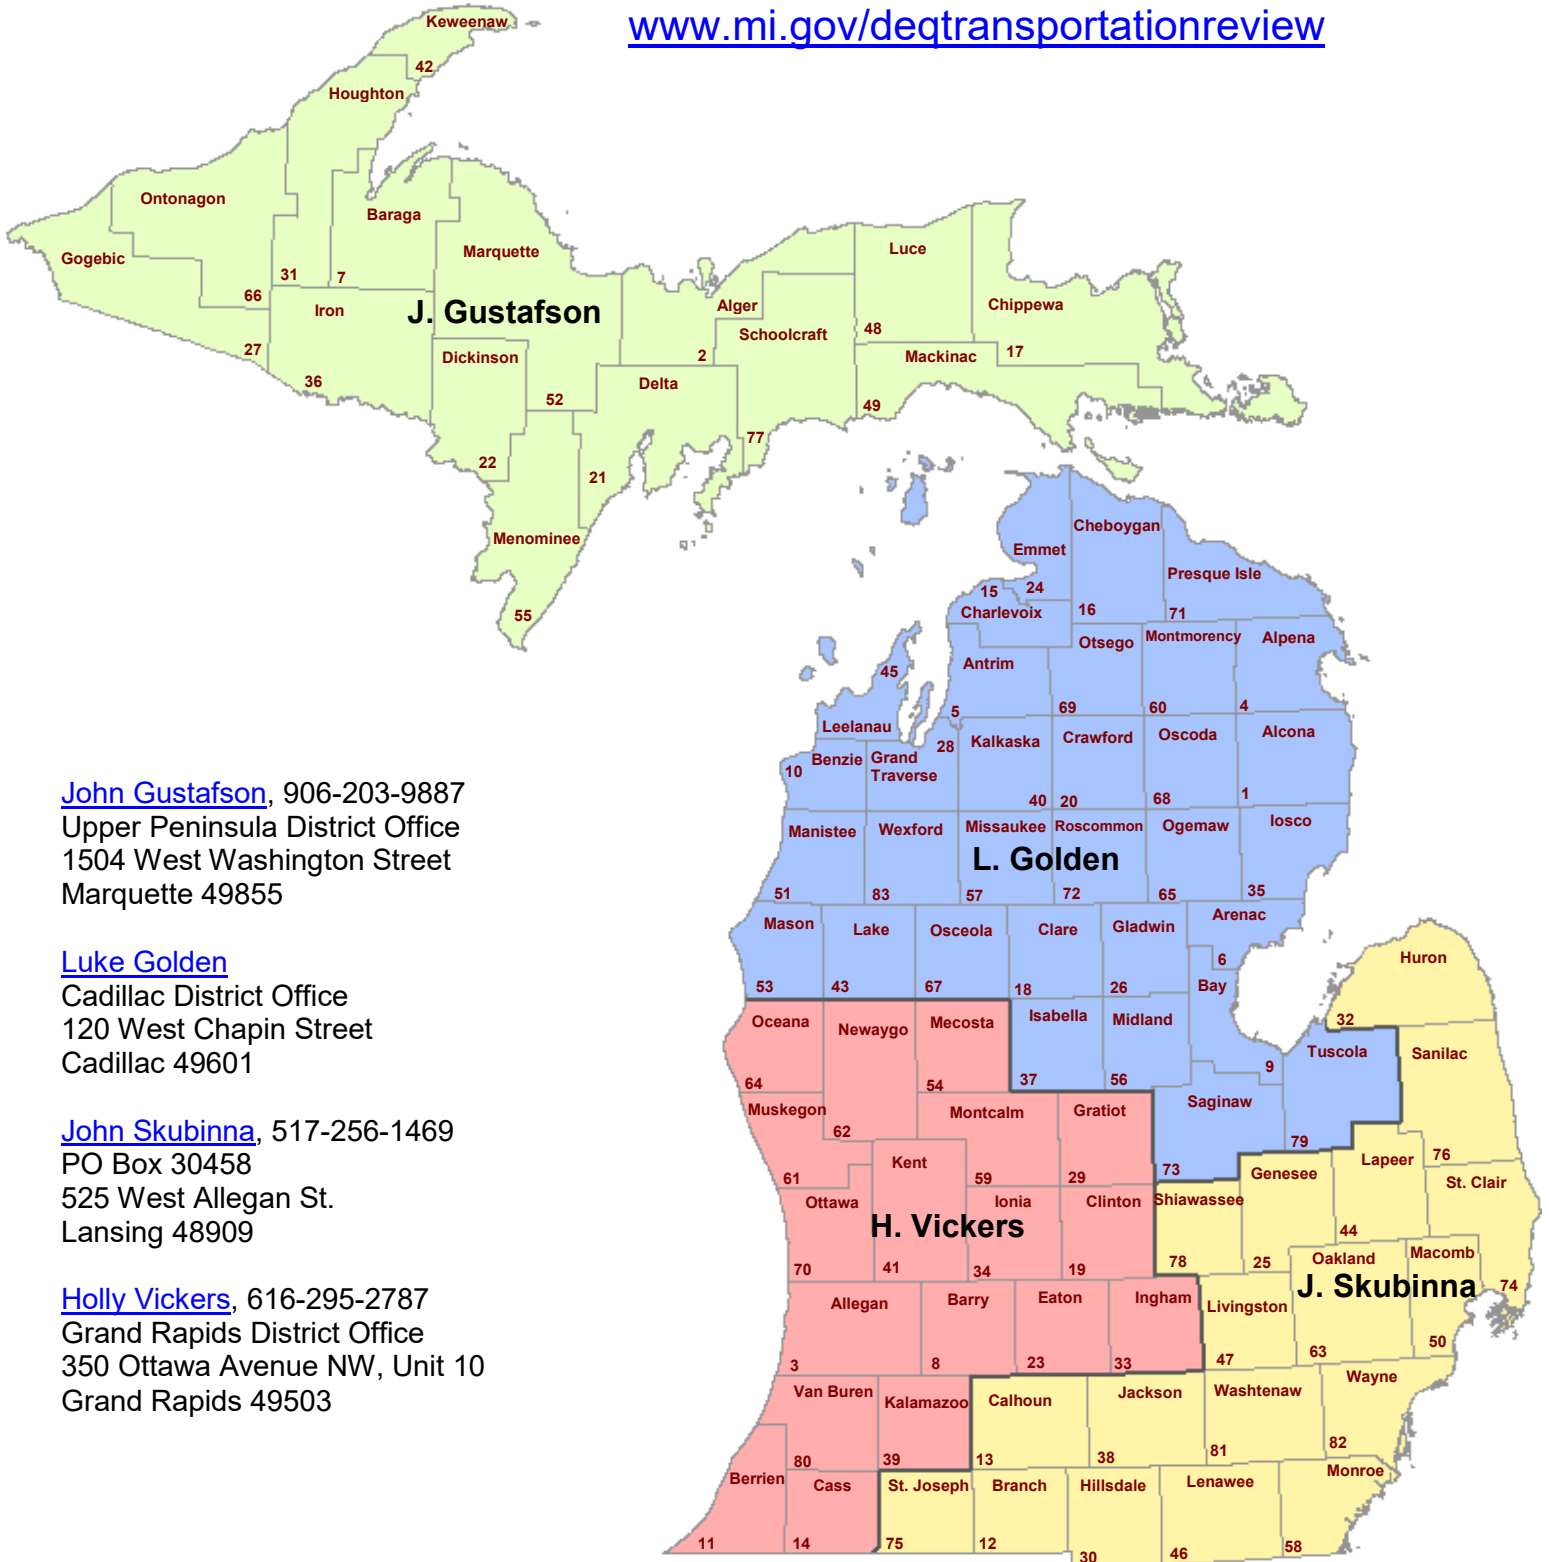 www.mi.gov/deqtransportationreview
Keweenaw
42
Houghton
Ontonagon
Baraga
Gogebic
Marquette
Luce
31
7
66
Iron
J. Gustafson
Alger
Chippewa
Schoolcraft
48
27
Dickinson
2
Mackinac
17
36
52
Delta
49
77
22
21
Menominee
55
Cheboygan
Emmet
Presque Isle
15
24
Charlevoix
16
71
Otsego
Montmorency
Alpena
Antrim
45
5
69
60
4
Leelanau
28
Kalkaska
Crawford
Oscoda
Alcona
10
Benzie
Grand
Traverse
40
20
68
1
Manistee
Wexford
Missaukee
Roscommon
Ogemaw
Iosco
L. Golden
51
83
57
72
65
35
Mason
Lake
Osceola
Clare
Gladwin
Arenac
6
Bay
53
43
67
18
26
Huron
Oceana
Newaygo
Mecosta
Isabella
Midland
32
Tuscola
Sanilac
9
64
54
37
56
Muskegon
Montcalm
Gratiot
Saginaw
62
79
Kent
Lapeer
76
61
59
29
73
Genesee
St. Clair
Ottawa
Ionia
Clinton
Shiawassee
H. Vickers
44
70
41
34
19
78
25
Oakland
Macomb
J. Skubinna
74
Allegan
Barry
Eaton
Ingham
Livingston
50
3
8
23
33
47
63
Van Buren
Kalamazoo
Calhoun
Jackson
Washtenaw
Wayne
80
39
13
38
81
82
Berrien
Cass
St. Joseph
Branch
Hillsdale
Lenawee
Monroe
11
14
75
12
30
46
58
John Gustafson, 906-203-9887
Upper Peninsula District Office
1504 West Washington Street
Marquette 49855
Luke Golden
Cadillac District Office
120 West Chapin Street
Cadillac 49601
John Skubinna, 517-256-1469
PO Box 30458
525 West Allegan St.
Lansing 48909
Holly Vickers, 616-295-2787
Grand Rapids District Office
350 Ottawa Avenue NW, Unit 10
Grand Rapids 49503